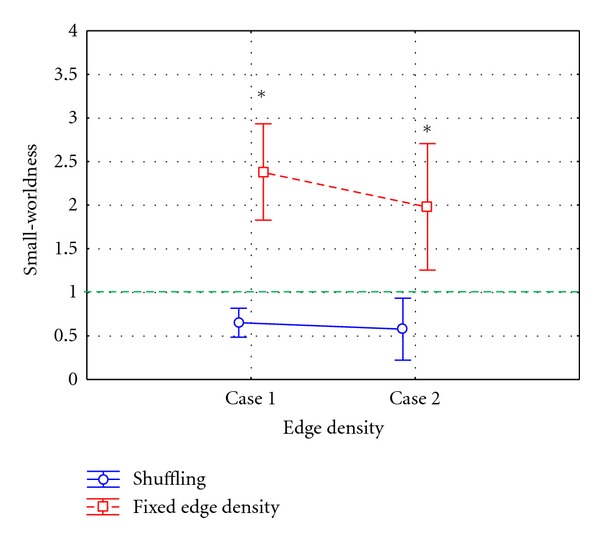 4
3.5
3
2.5
2
1.5
1
0.5
0
Small-worldness
*
*
Case 1 Case 2
Edge density
Shuffling
Fixed edge density